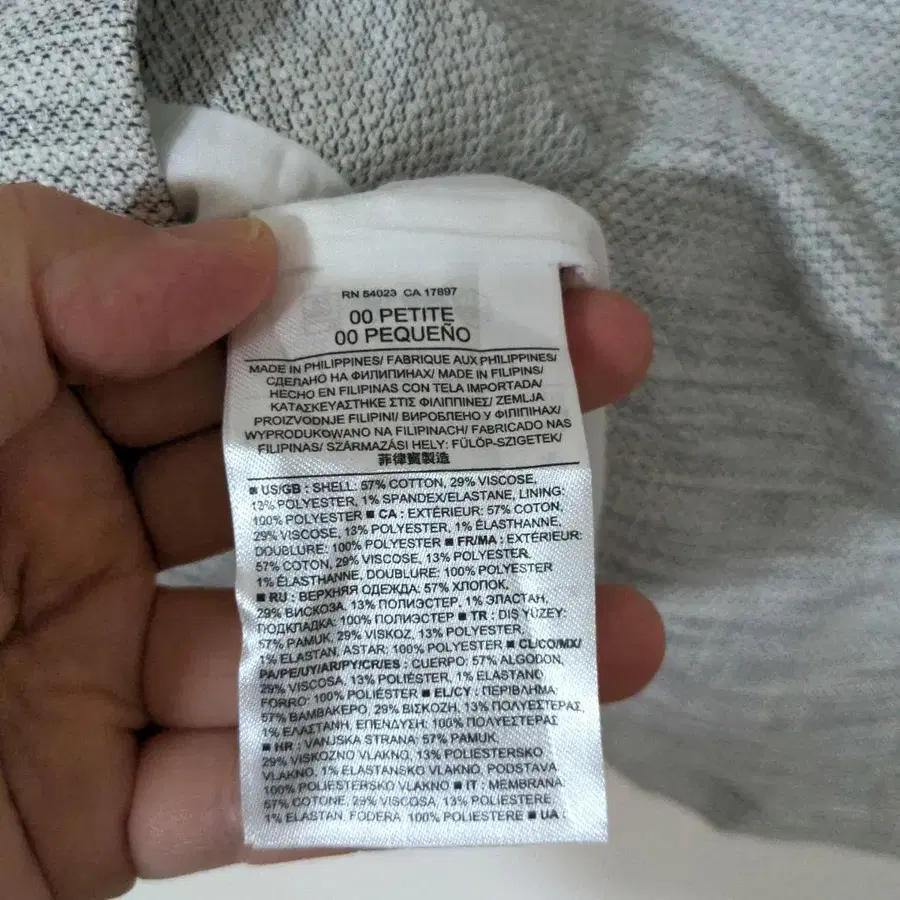 RN 54023 CA 17897
00 PETITE
00 PEQUEÑO
MADE IN PHILIPPINES/ FABRIQUE AUX PHILIPPINES/
СДЕЛАНО НА ФИЛИПИНАХ/ MADE IN FILIPINS/
HECHO EN FILIPINAS CON TELA IMPORTADA/
ΚΑΤΑΣΚΕΥΑΣΤΗΚΕ ΣΤΙΣ ΦΙΛΙΠΠΙΝΕΣ/ ZEMLJA
PROIZVODNJE FILIPINI/ ВИРОБЛЕНО У ФІЛІПІНАХ/
WYPRODUKOWANO NA FILIPINACH/ FABRICADO NAS
FILIPINAS/ SZÁRMAZÁSI HELY: FÜLÖP-SZIGETEK/
菲律賓製造
■ US/GB : SHELL: 57% COTTON, 29% VISCOSE,
13% POLYESTER, 1% SPANDEX/ELASTANE, LINING:
100% POLYESTER ■ CA : EXTÉRIEUR: 57% COTON,
29% VISCOSE, 13% POLYESTER, 1% ÉLASTHANNE,
DOUBLURE: 100% POLYESTER ■ FR/MA : EXTÉRIEUR:
57% COTON, 29% VISCOSE, 13% POLYESTER,
1% ÉLASTHANNE, DOUBLURE: 100% POLYESTER
■ RU : ВЕРХНЯЯ ОДЕЖДА: 57% ХЛОПОК,
29% ВИСКОЗА, 13% ПОЛИЭСТЕР, 1% ЭЛАСТАН,
ПОДКЛАДКА: 100% ПОЛИЭСТЕР ■ TR : DIŞ YÜZEY:
57% PAMUK, 29% VISKOZ, 13% POLYESTER,
1% ELASTAN, ASTAR: 100% POLYESTER ■ CL/CO/MX/
PA/PE/UY/AR/PY/CR/ES : CUERPO: 57% ALGODON,
29% VISCOSA, 13% POLIÉSTER, 1% ELASTANO
FORRO: 100% POLIÉSTER ■ EL/CY : ΠΕΡΙΒΛΗΜΑ:
57% ΒΑΜΒΑΚΕΡΟ, 29% ΒΙΣΚΟΖΗ, 13% ΠΟΛΥΕΣΤΕΡΑΣ,
1% ΕΛΑΣΤΑΝΗ, ΕΠΕΝΔΥΣΗ: 100% ΠΟΛΥΕΣΤΕΡΑΣ
■ HR : VANJSKA STRANA: 57% PAMUK,
29% VISKOZNO VLAKNO, 13% POLIESTERSKO
VLAKNO, 1% ELASTANSKO VLAKNO, PODSTAVA
100% POLIESTERSKO VLAKNO ■ IT : MEMBRANA:
57% COTONE, 29% VISCOSA, 13% POLIESTERE,
1% ELASTAN, FODERA: 100% POLIESTERE ■ UA :